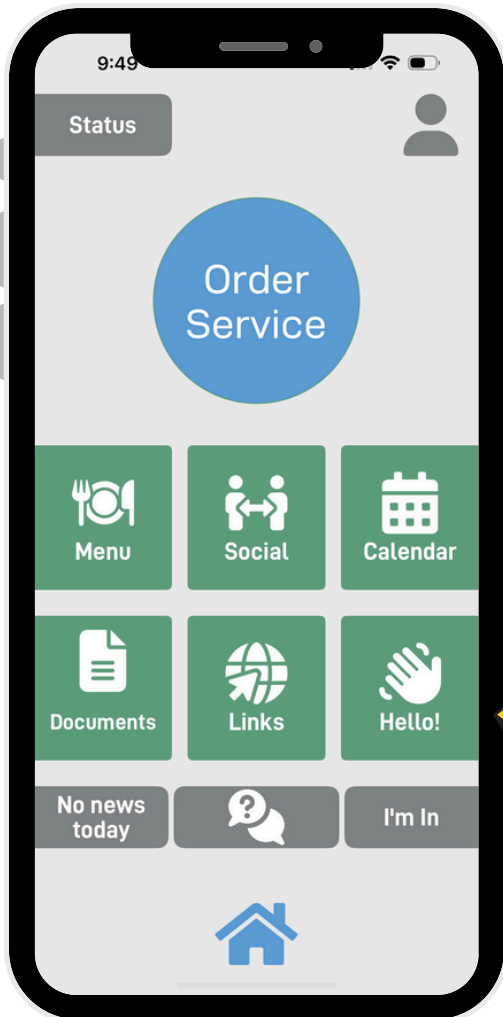 9:49
Status
Order
Service
Menu
Social
Calendar
Documents
Links
Hello!
No news
today
?
I'm In